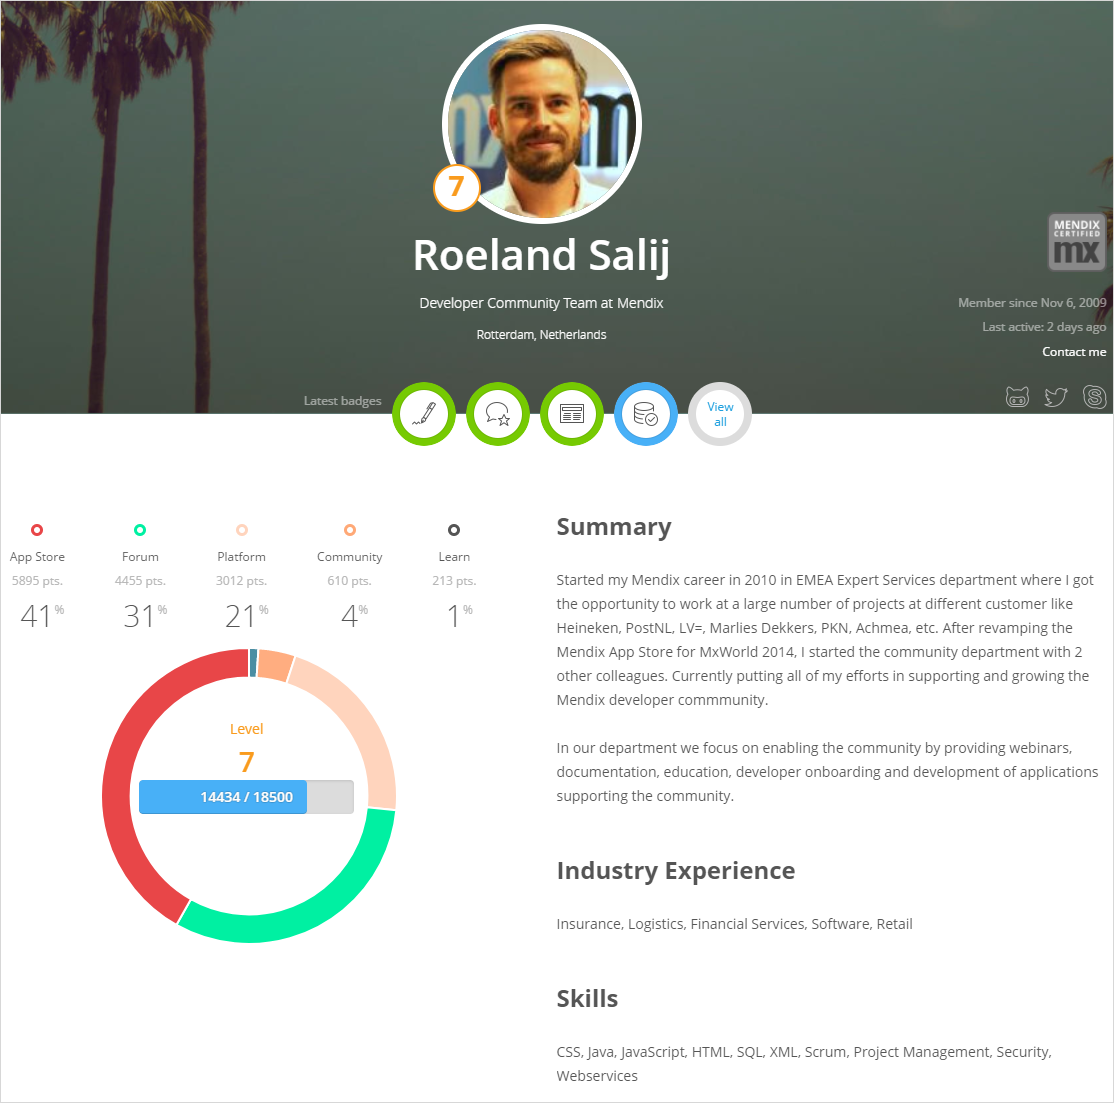 mx
m
7
Roeland Salij
Developer Community Team at Mendix
Rotterdam, Netherlands
MENDIX
CERTIFIED
mx
Member since Nov 6, 2009
Last active: 2 days ago
Contact me
Latest badges
View
all
App Store
Forum
Platform
Community
Learn
5895 pts.
4455 pts.
3012 pts.
610 pts.
213 pts.
41%
31%
21%
4%
1%
Level
7
14434 / 18500
Summary
Started my Mendix career in 2010 in EMEA Expert Services department where I got
the opportunity to work at a large number of projects at different customer like
Heineken, PostNL, LV=, Marlies Dekkers, PKN, Achmea, etc. After revamping the
Mendix App Store for MxWorld 2014, I started the community department with 2
other colleagues. Currently putting all of my efforts in supporting and growing the
Mendix developer commmunity.
In our department we focus on enabling the community by providing webinars,
documentation, education, developer onboarding and development of applications
supporting the community.
Industry Experience
Insurance, Logistics, Financial Services, Software, Retail
Skills
CSS, Java, JavaScript, HTML, SQL, XML, Scrum, Project Management, Security,
Webservices